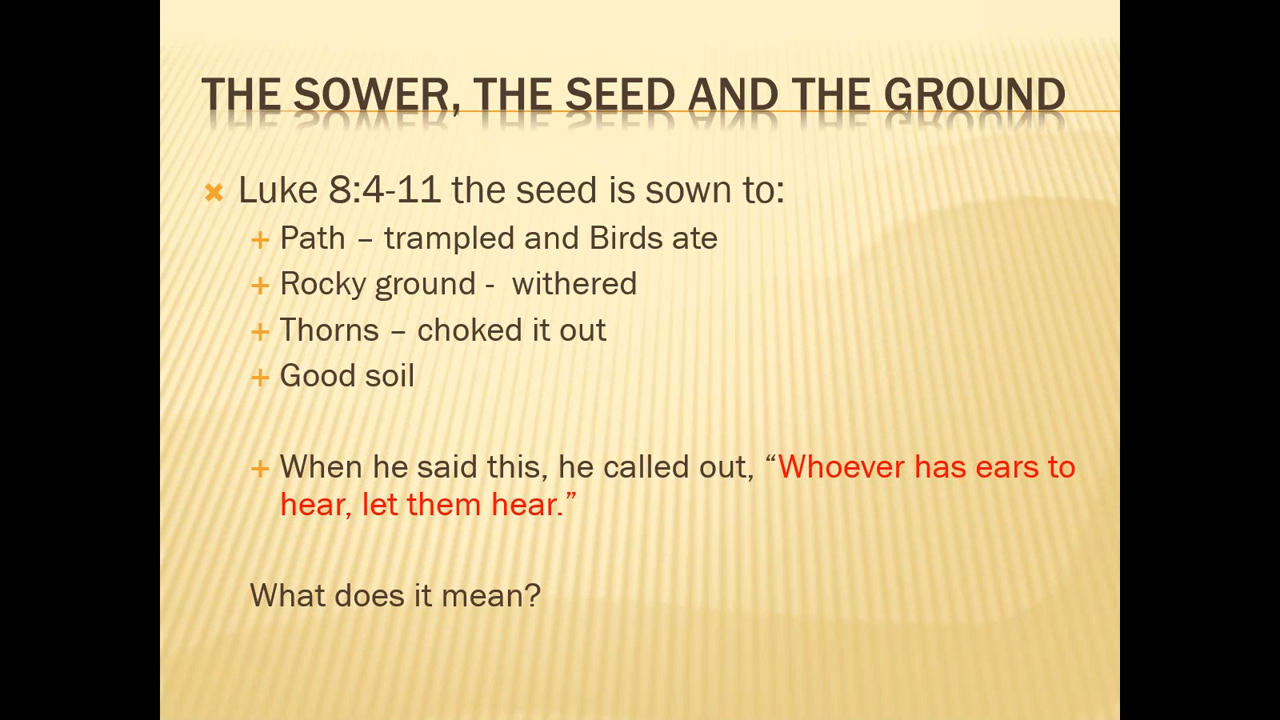 THE SOWER, THE SEED AND THE GROUND
Luke 8:4-11 the seed is sown to:
Path – trampled and Birds ate
Rocky ground -  withered
Thorns – choked it out
Good soil
When he said this, he called out, “Whoever has ears to
hear, let them hear.”
What does it mean?